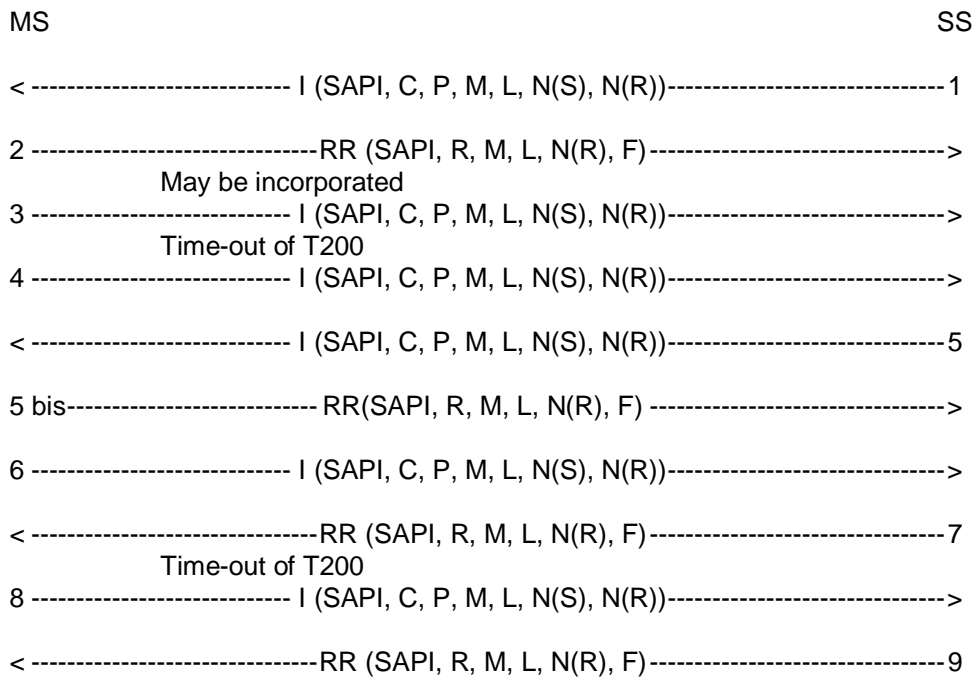 MS SS
< ----------------------------- I (SAPI, C, P, M, L, N(S), N(R))------------------------------- 1
2 --------------------------------RR (SAPI, R, M, L, N(R), F)--------------------------------->
May be incorporated
3 ----------------------------- I (SAPI, C, P, M, L, N(S), N(R))------------------------------->
Time-out of T200
4 ----------------------------- I (SAPI, C, P, M, L, N(S), N(R))------------------------------->
< ----------------------------- I (SAPI, C, P, M, L, N(S), N(R))------------------------------- 5
5 bis---------------------------- RR(SAPI, R, M, L, N(R), F) --------------------------------->
6 ----------------------------- I (SAPI, C, P, M, L, N(S), N(R))------------------------------->
< --------------------------------RR (SAPI, R, M, L, N(R), F)--------------------------------- 7
Time-out of T200
8 ----------------------------- I (SAPI, C, P, M, L, N(S), N(R))------------------------------->
< --------------------------------RR (SAPI, R, M, L, N(R), F)--------------------------------- 9